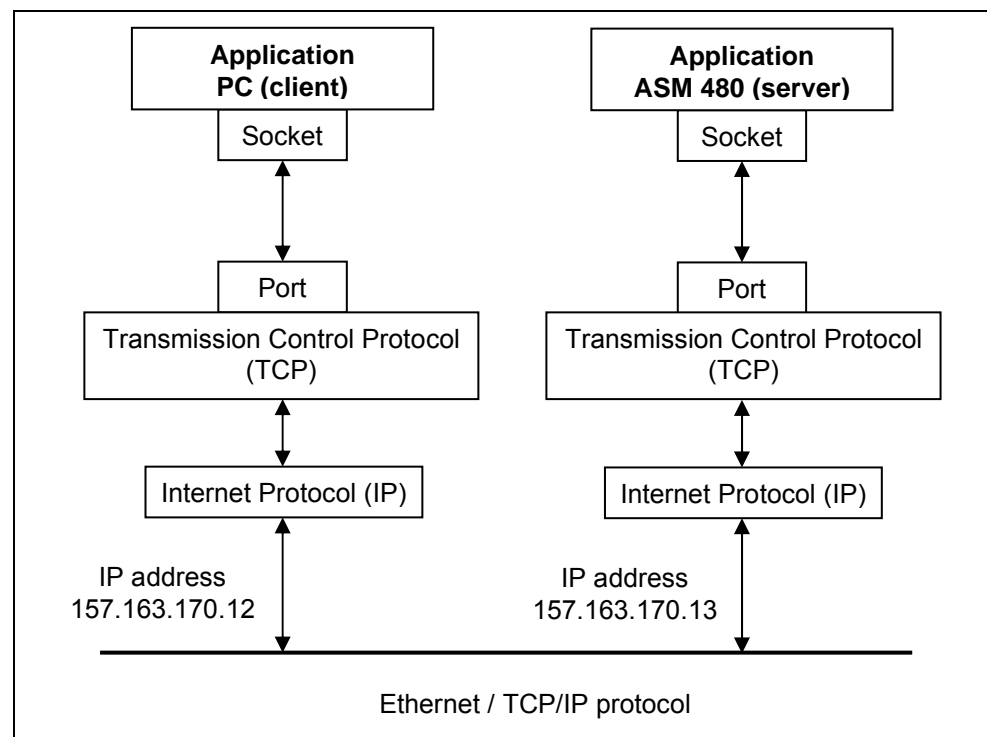 Application
PC (client)
Socket
Port
Transmission Control Protocol
(TCP)
Internet Protocol (IP)
IP address
157.163.170.12
Application
ASM 480 (server)
Socket
Port
Transmission Control Protocol
(TCP)
Internet Protocol (IP)
IP address
157.163.170.13
Ethernet / TCP/IP protocol